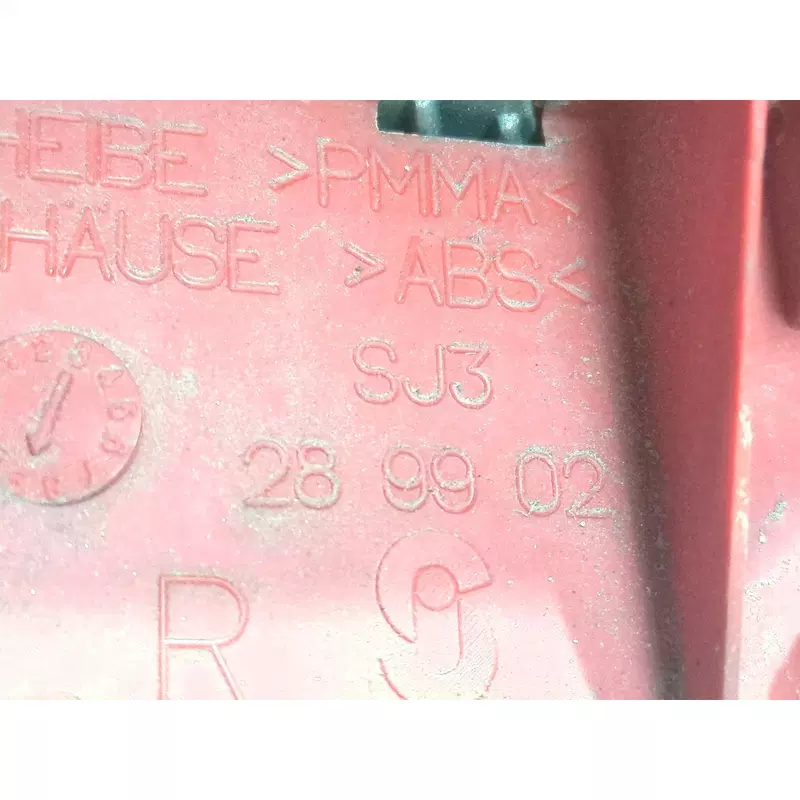 HEIBE >PMMA<
HÄUSE >ABS<
SJ3
28 99 02
R